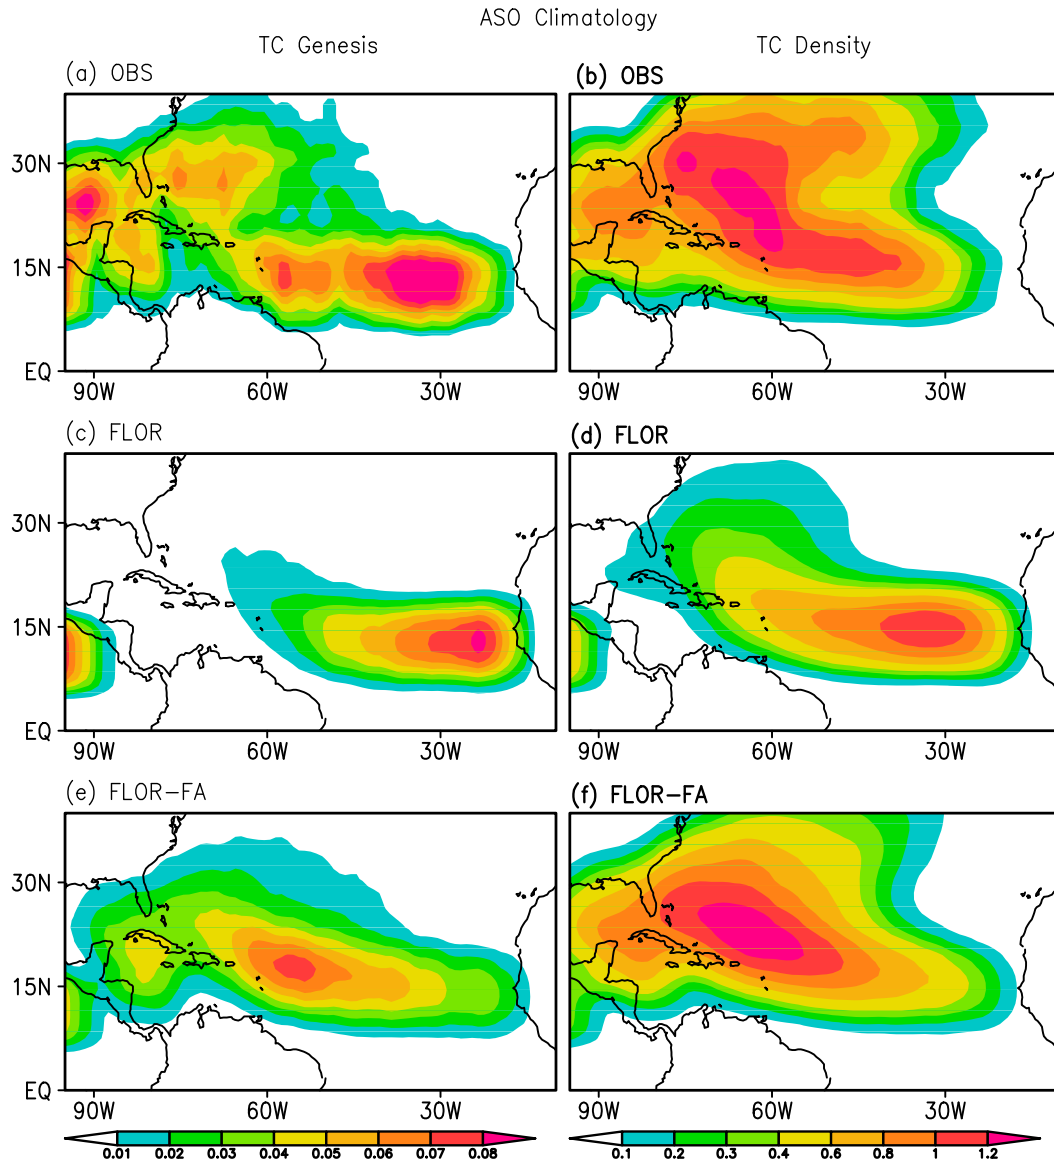 ASO Climatology
TC Genesis TC Density
(a) OBS (b) OBS
30N
15N
EQ
90W 60W 30W 90W 60W 30W
(c) FLOR (d) FLOR
30N
15N
EQ
90W 60W 30W 90W 60W 30W
(e) FLOR-FA (f) FLOR-FA
30N
15N
EQ
90W 60W 30W 90W 60W 30W
0.01 0.02 0.03 0.04 0.05 0.06 0.07 0.08 0.1 0.2 0.3 0.4 0.6 0.8 1 1.2